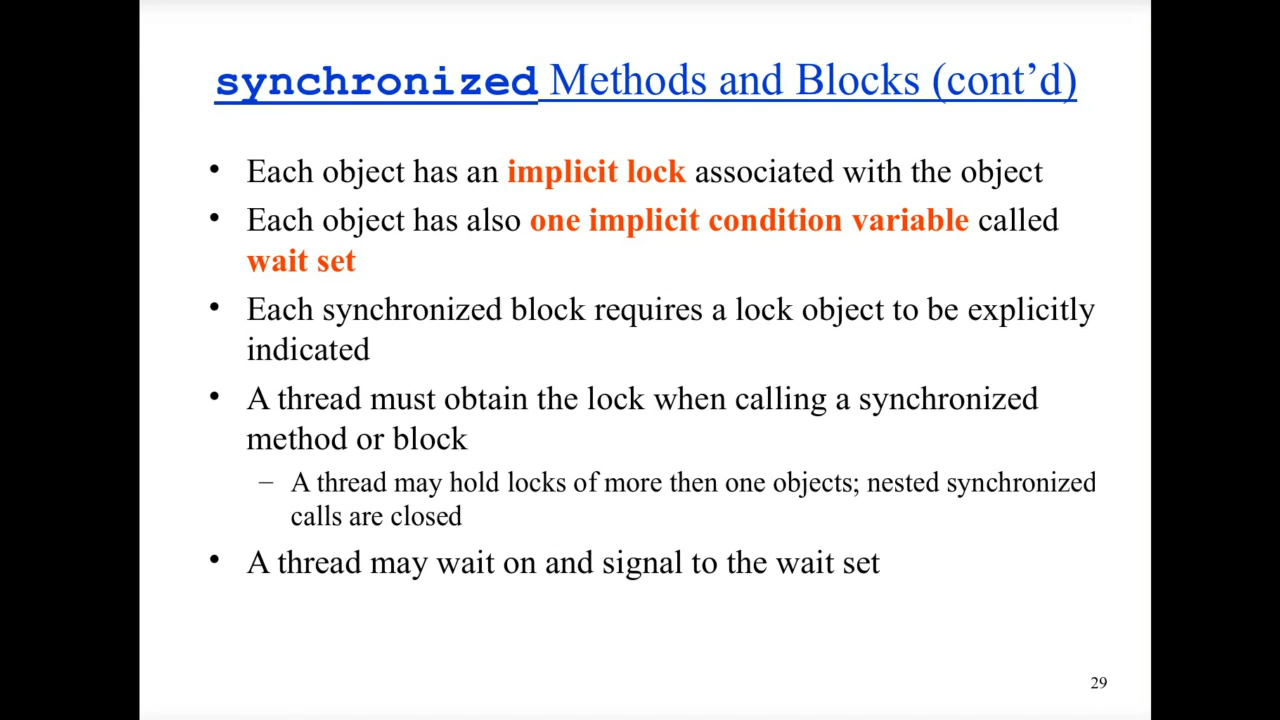 synchronized Methods and Blocks (cont’d)
• Each object has an implicit lock associated with the object
• Each object has also one implicit condition variable called
wait set
• Each synchronized block requires a lock object to be explicitly
indicated
• A thread must obtain the lock when calling a synchronized
method or block
– A thread may hold locks of more then one objects; nested synchronized
calls are closed
• A thread may wait on and signal to the wait set
29